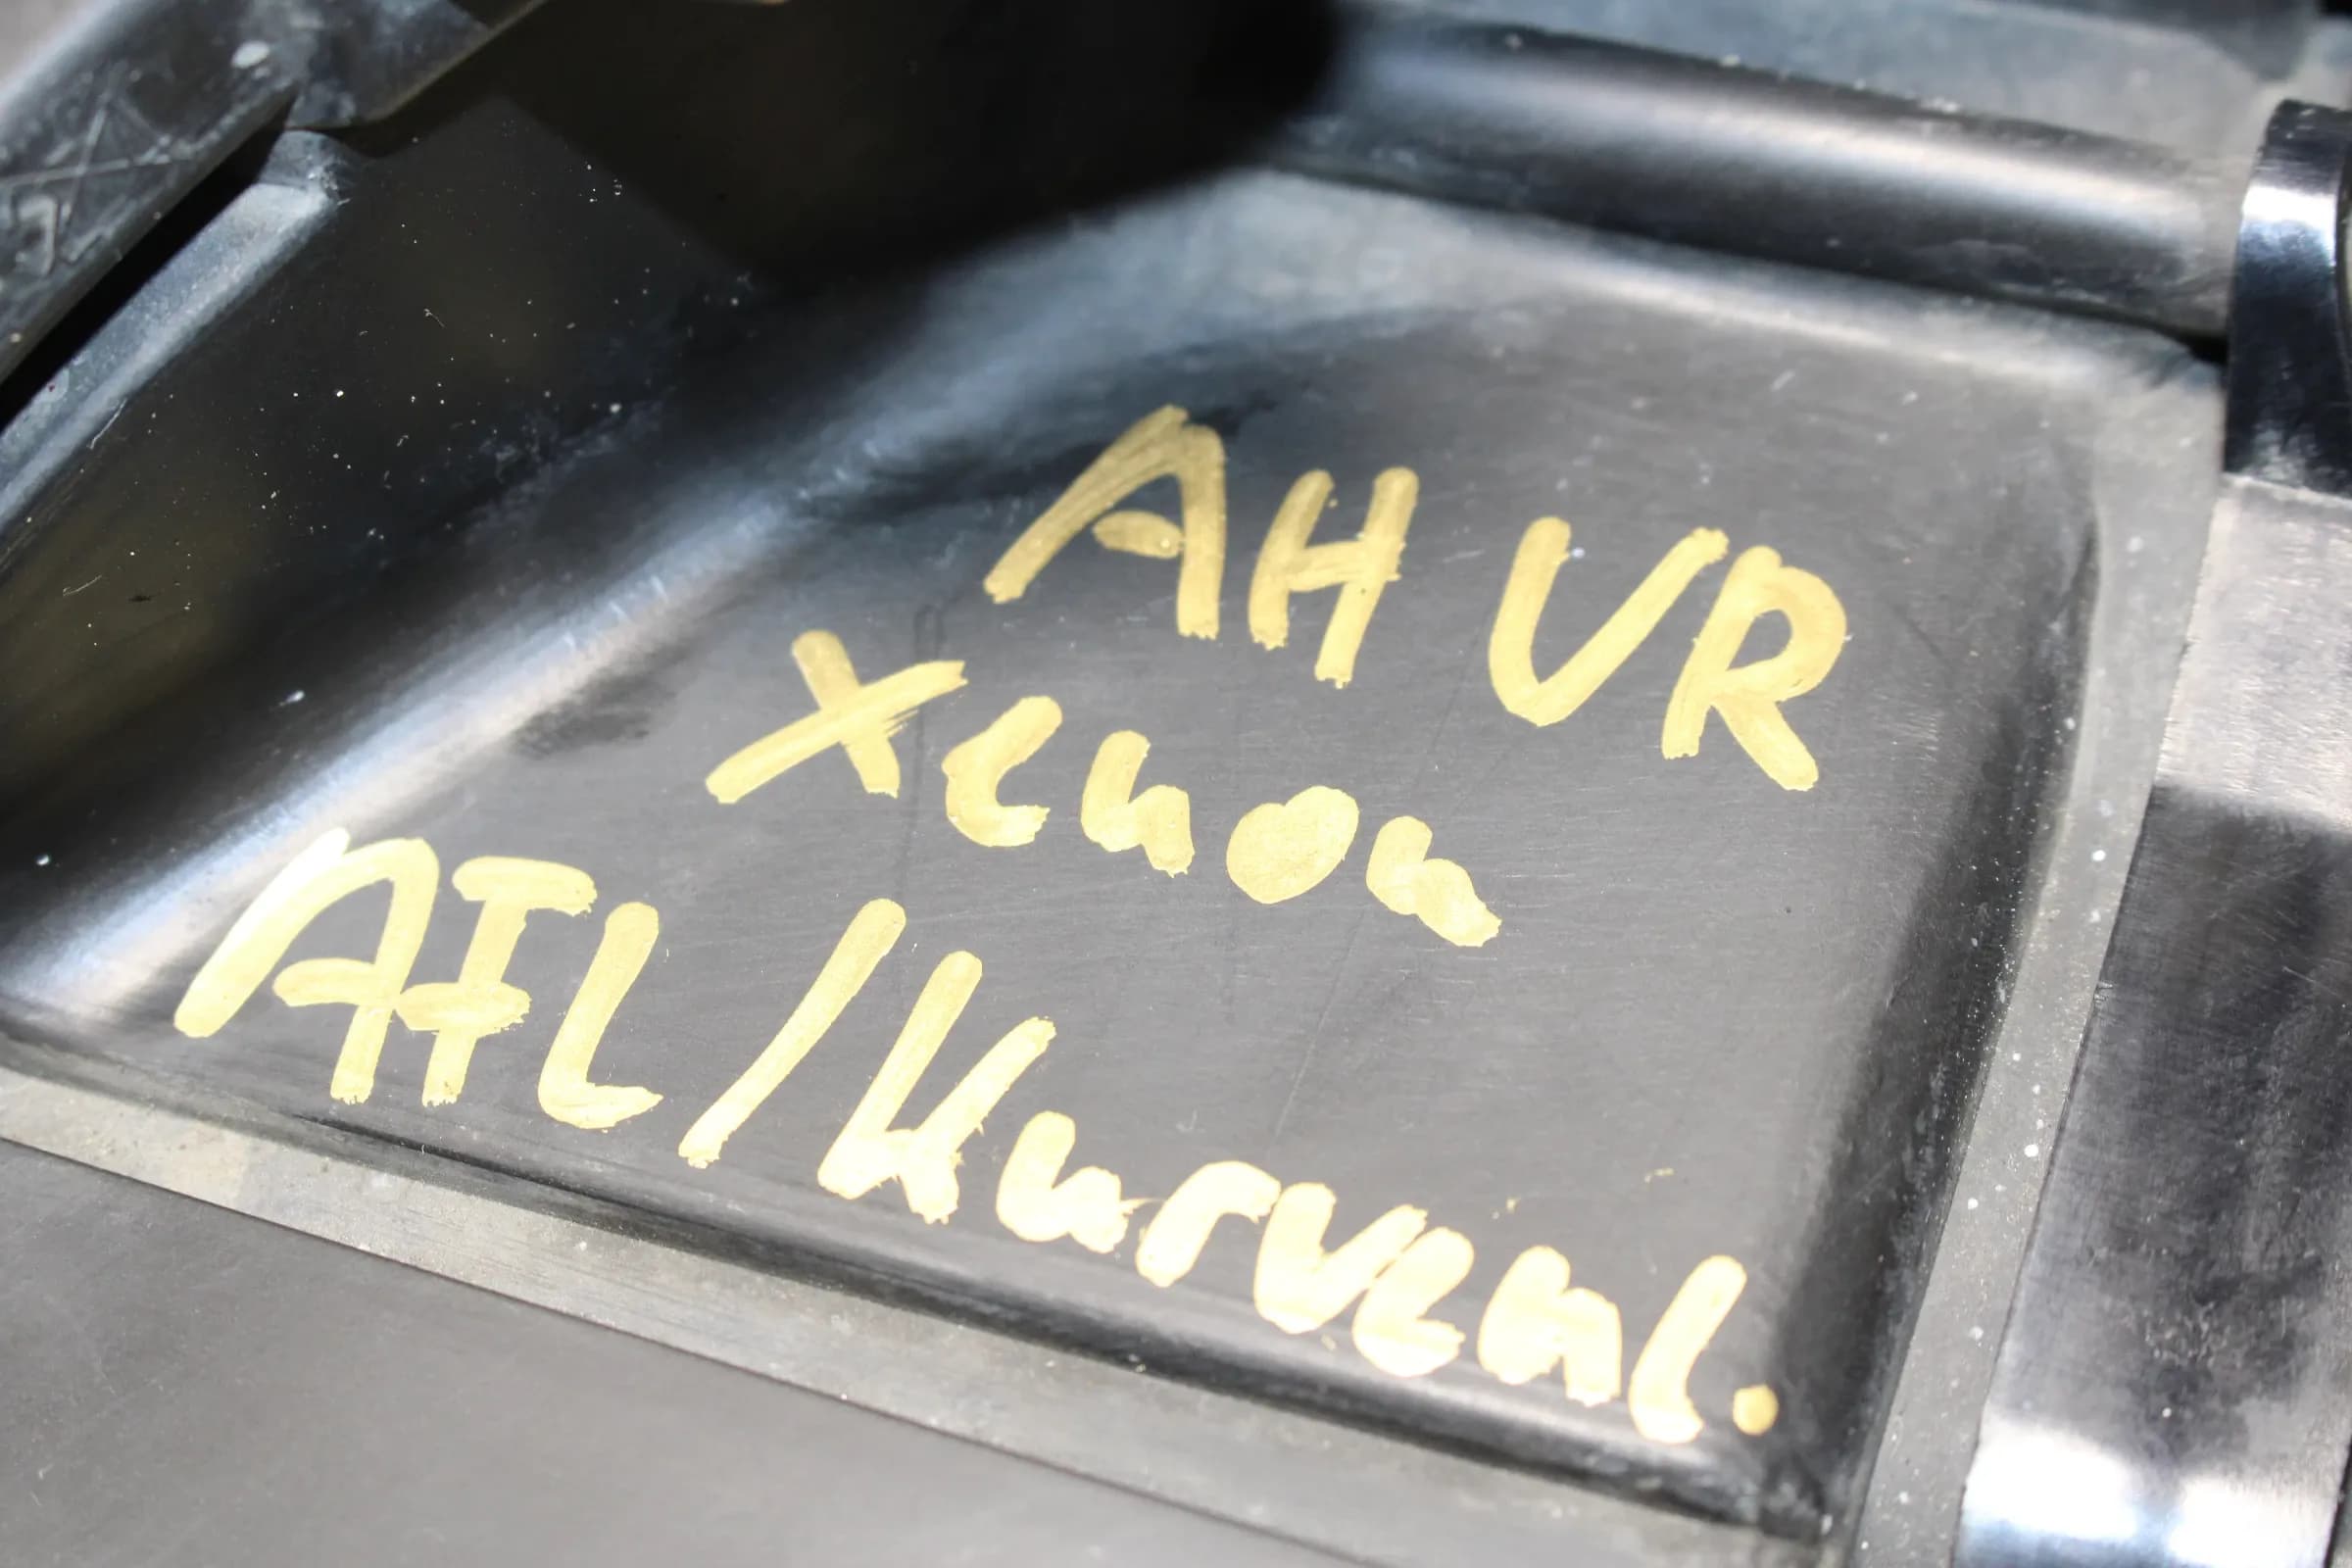 AH VR
Xenon
AFL/Kurvenl.